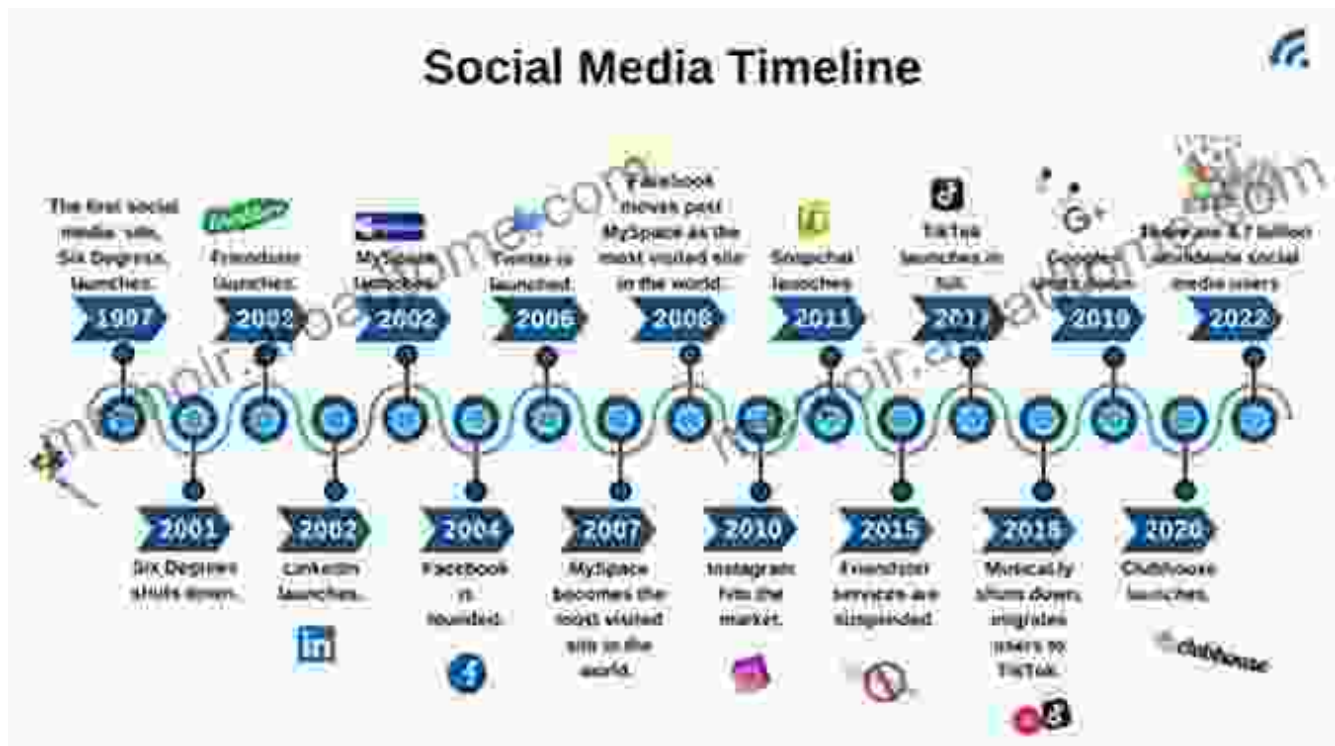 Social Media Timeline
The first social
media site,
Six Degrees,
launches.
1997
Friendster
launches.
2002
MySpace
launches.
2002
Twitter is
launched.
2006
Facebook
moves past
MySpace as the
most visited site
in the world.
2008
Snapchat
launches
2011
TikTok
launches in
full.
2017
G+
Google+
shuts down
2019
There are 4.7 billion
worldwide social
media users
2022
2001
Six Degrees
shuts down.
2002
LinkedIn
launches.
in
2004
Facebook
is
founded.
2007
MySpace
becomes the
most visited
site in the
world.
2010
Instagram
hits the
market.
2015
Friendster
services are
suspended.
2018
Musical.ly
shuts down,
migrates
users to
TikTok.
2020
Clubhouse
launches.
clubhouse